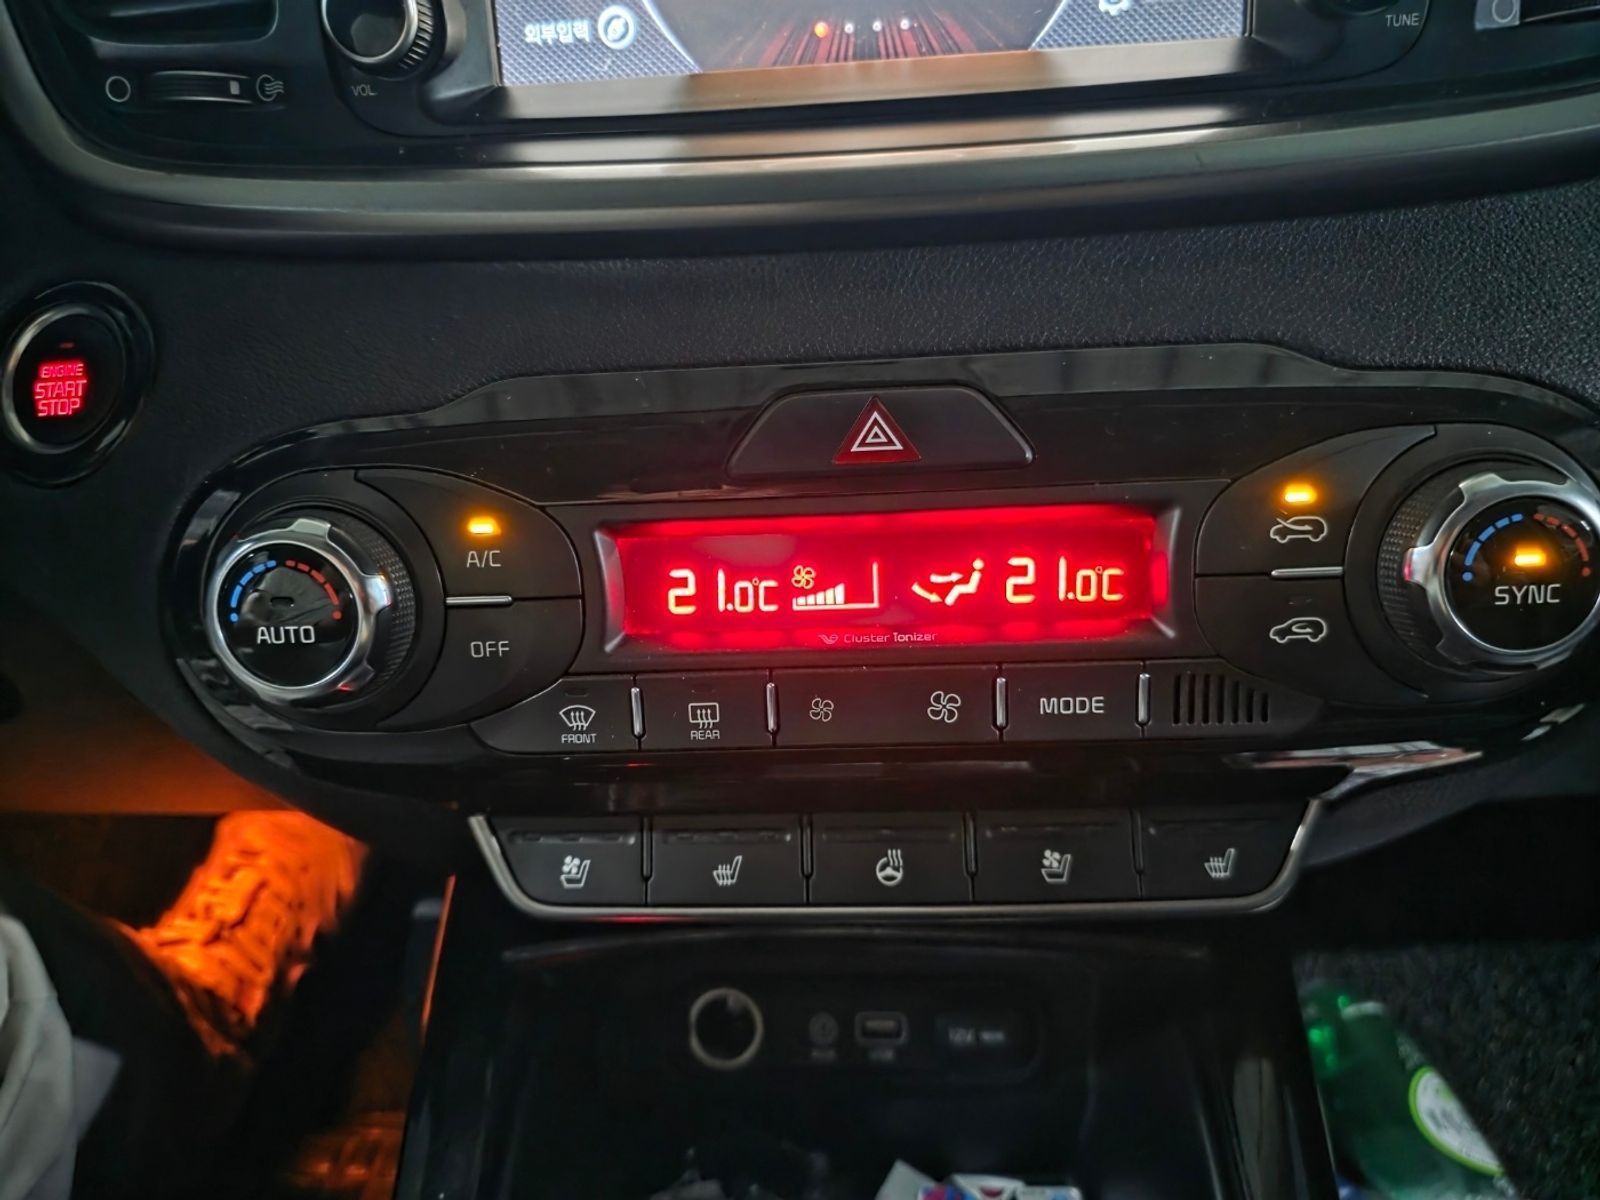 외부입력
VOL
TUNE
ENGINE
START
STOP
A/C
AUTO
OFF
21.0°C
21.0°C
Cluster Ionizer
SYNC
FRONT
REAR
MODE